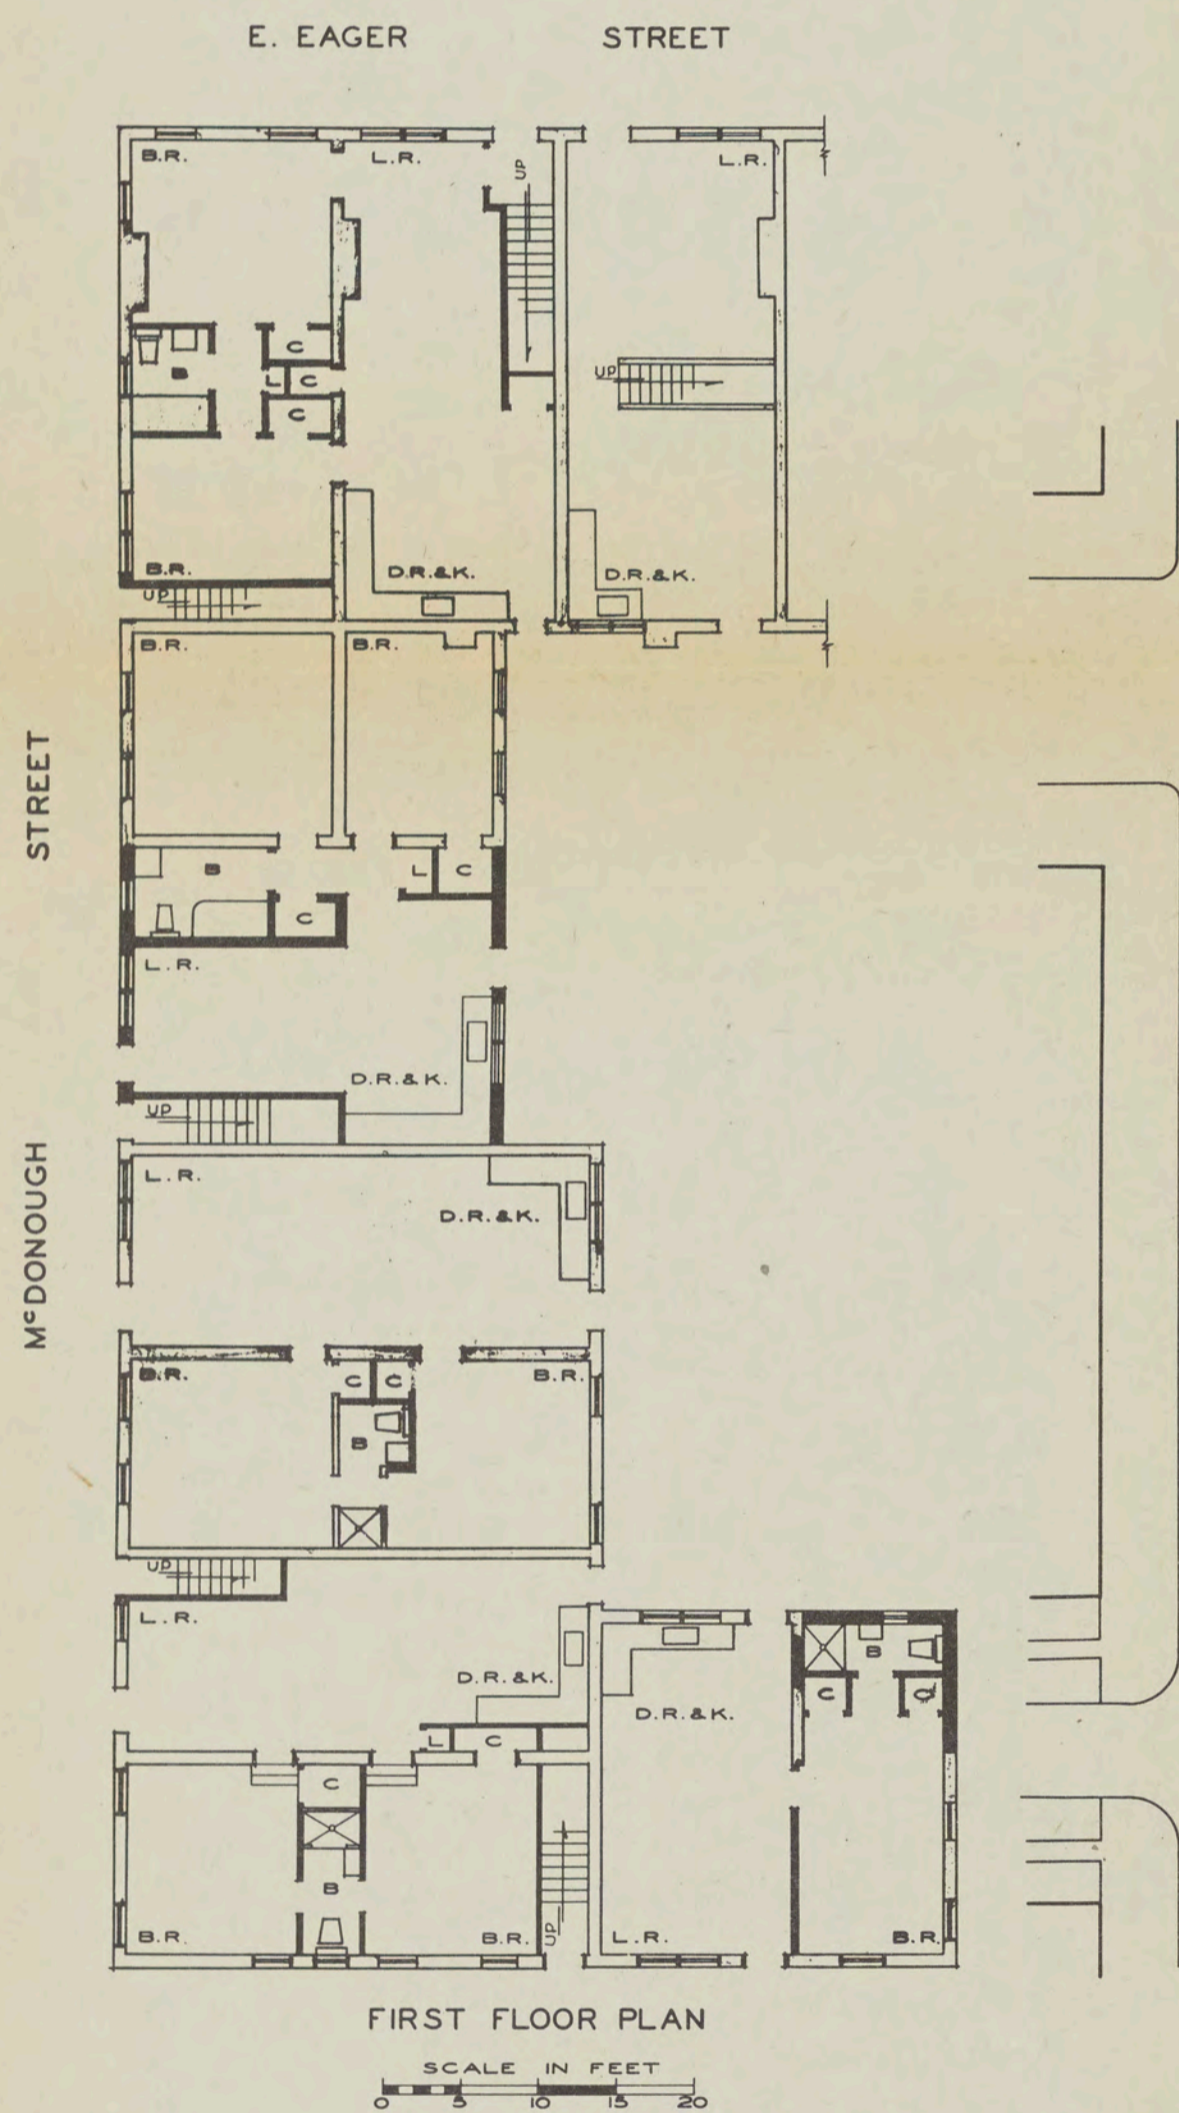 E. EAGER STREET
B.R. L.R. UP L.R.
C
B L C
UP
C
B.R. D.R.&K. D.R.&K.
UP
B.R. B.R.
STREET
B L C
C
L.R.
D.R.&K.
UP
McDONOUGH
L.R.
D.R.&K.
B.R. C C B.R.
B
UP
L.R.
B
D.R.&K.
C C
D.R.&K.
L C
C
B
B.R. B.R. UP L.R. B.R.
FIRST FLOOR PLAN
SCALE IN FEET
0 5 10 15 20